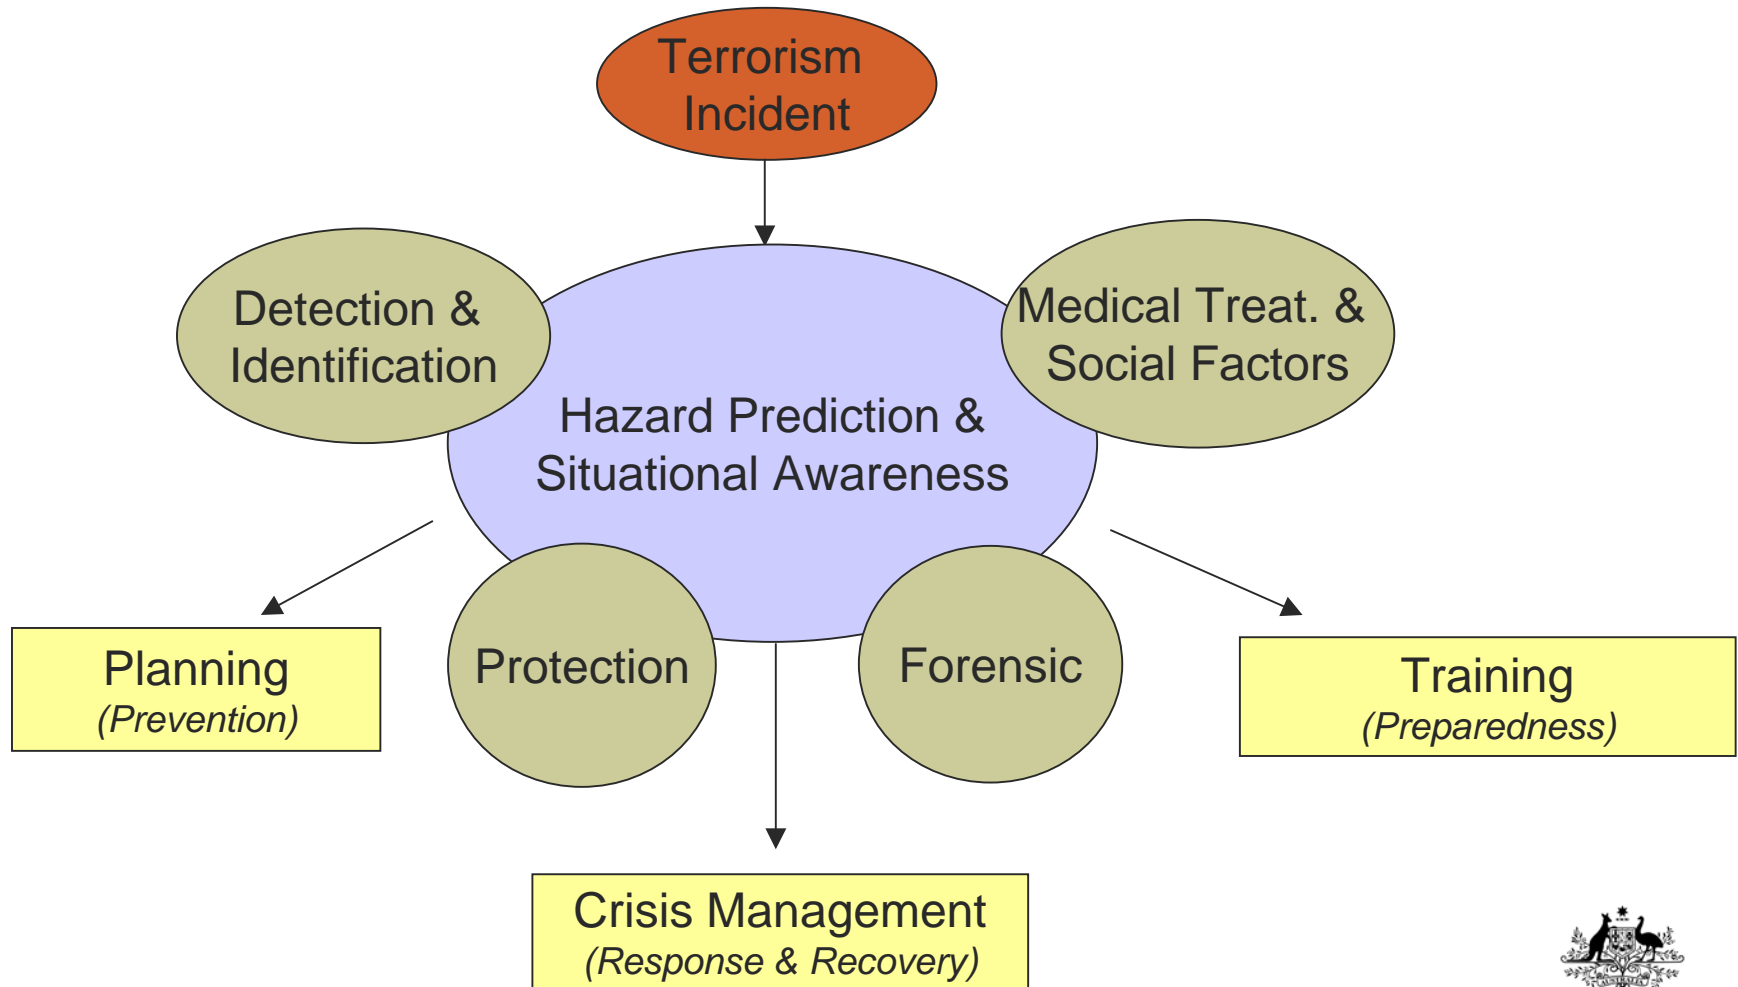 Terrorism
Incident
Detection &
Identification
Medical Treat. &
Social Factors
Hazard Prediction &
Situational Awareness
Planning
(Prevention)
Protection
Forensic
Training
(Preparedness)
Crisis Management
(Response & Recovery)
AUSTRALIA